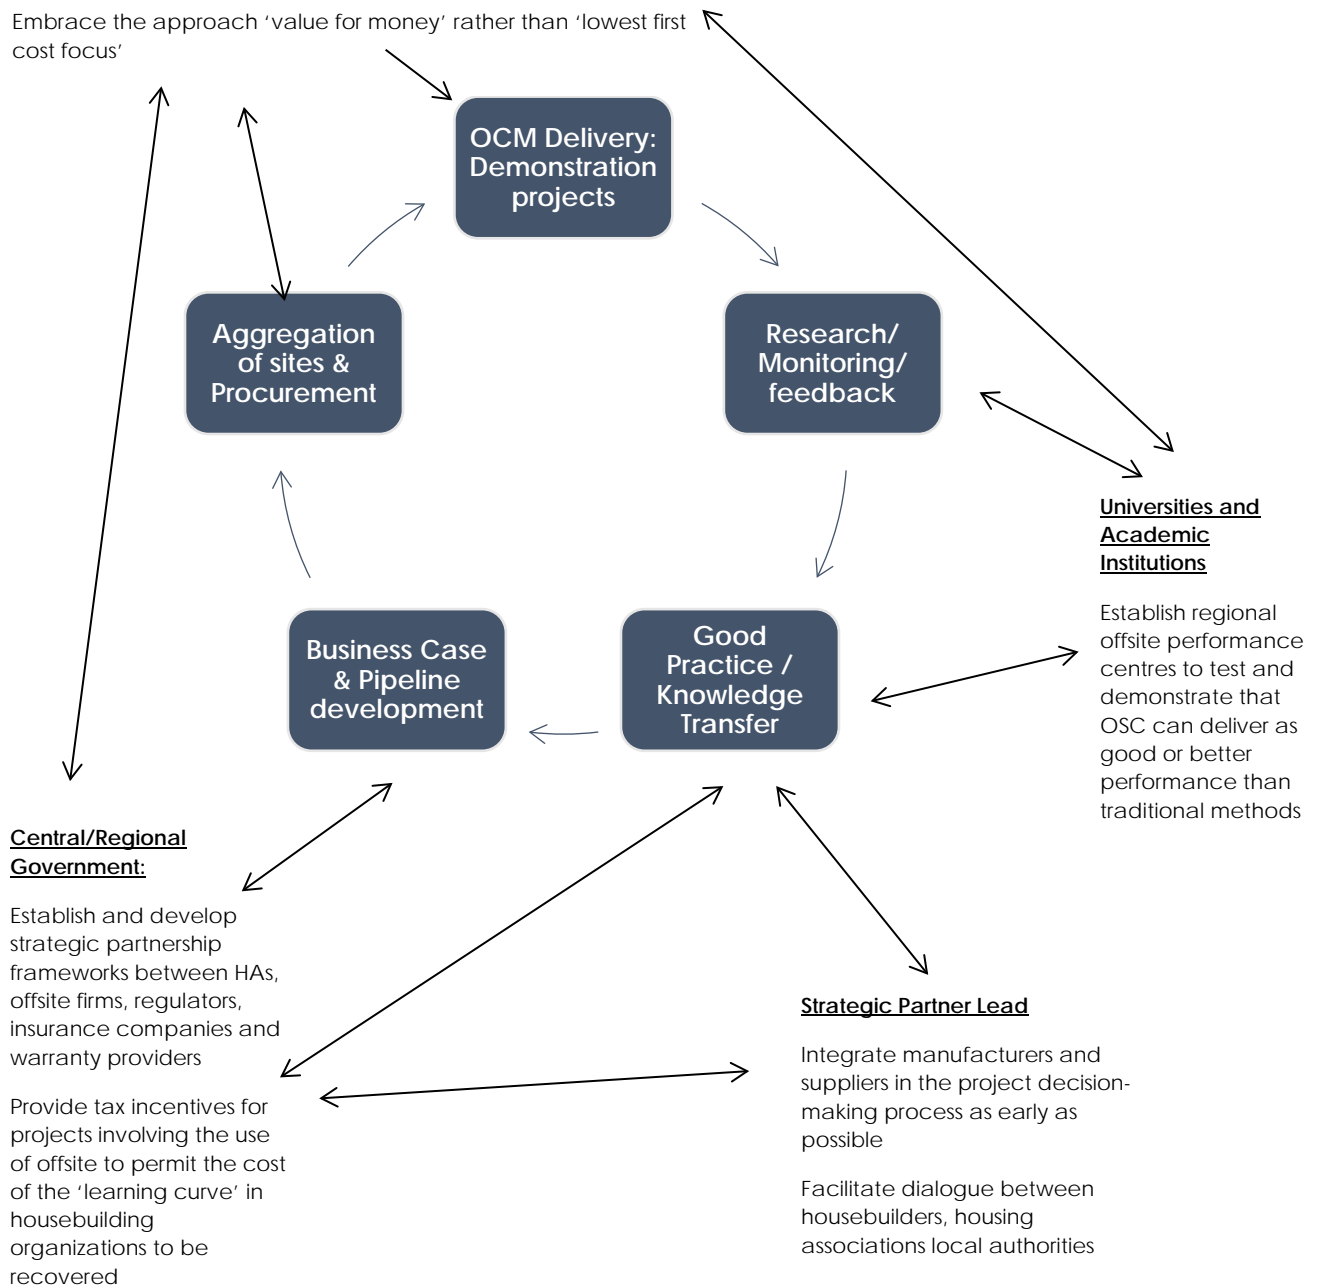 Embrace the approach ‘value for money’ rather than ‘lowest first
cost focus’
OCM Delivery:
Demonstration
projects
Aggregation
of sites &
Procurement
Research/
Monitoring/
feedback
Business Case
& Pipeline
development
Good
Practice /
Knowledge
Transfer
Universities and
Academic
Institutions
Establish regional
offsite performance
centres to test and
demonstrate that
OSC can deliver as
good or better
performance than
traditional methods
Central/Regional
Government:
Establish and develop
strategic partnership
frameworks between HAs,
offsite firms, regulators,
insurance companies and
warranty providers
Provide tax incentives for
projects involving the use
of offsite to permit the cost
of the ‘learning curve’ in
housebuilding
organizations to be
recovered
Strategic Partner Lead
Integrate manufacturers and
suppliers in the project decision-
making process as early as
possible
Facilitate dialogue between
housebuilders, housing
associations local authorities